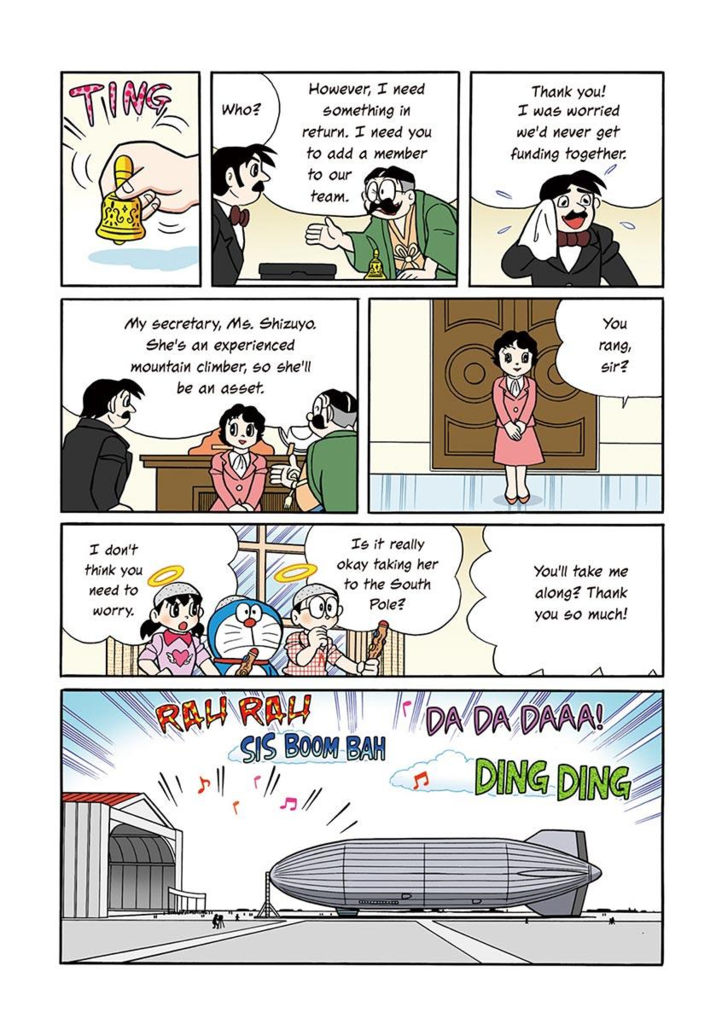 Thank you!
I was worried
we'd never get
funding together.
However, I need
something in
return. I need you
to add a member
to our
team.
Who?
TING
You
rang,
sir?
My secretary, Ms. Shizuyo.
She's an experienced
mountain climber, so she'll
be an asset.
You'll take me
along? Thank
you so much!
Is it really
okay taking her
to the South
Pole?
I don't
think you
need to
worry.
RAH RAH
SIS BOOM BAH
DA DA DAAA!
DING DING